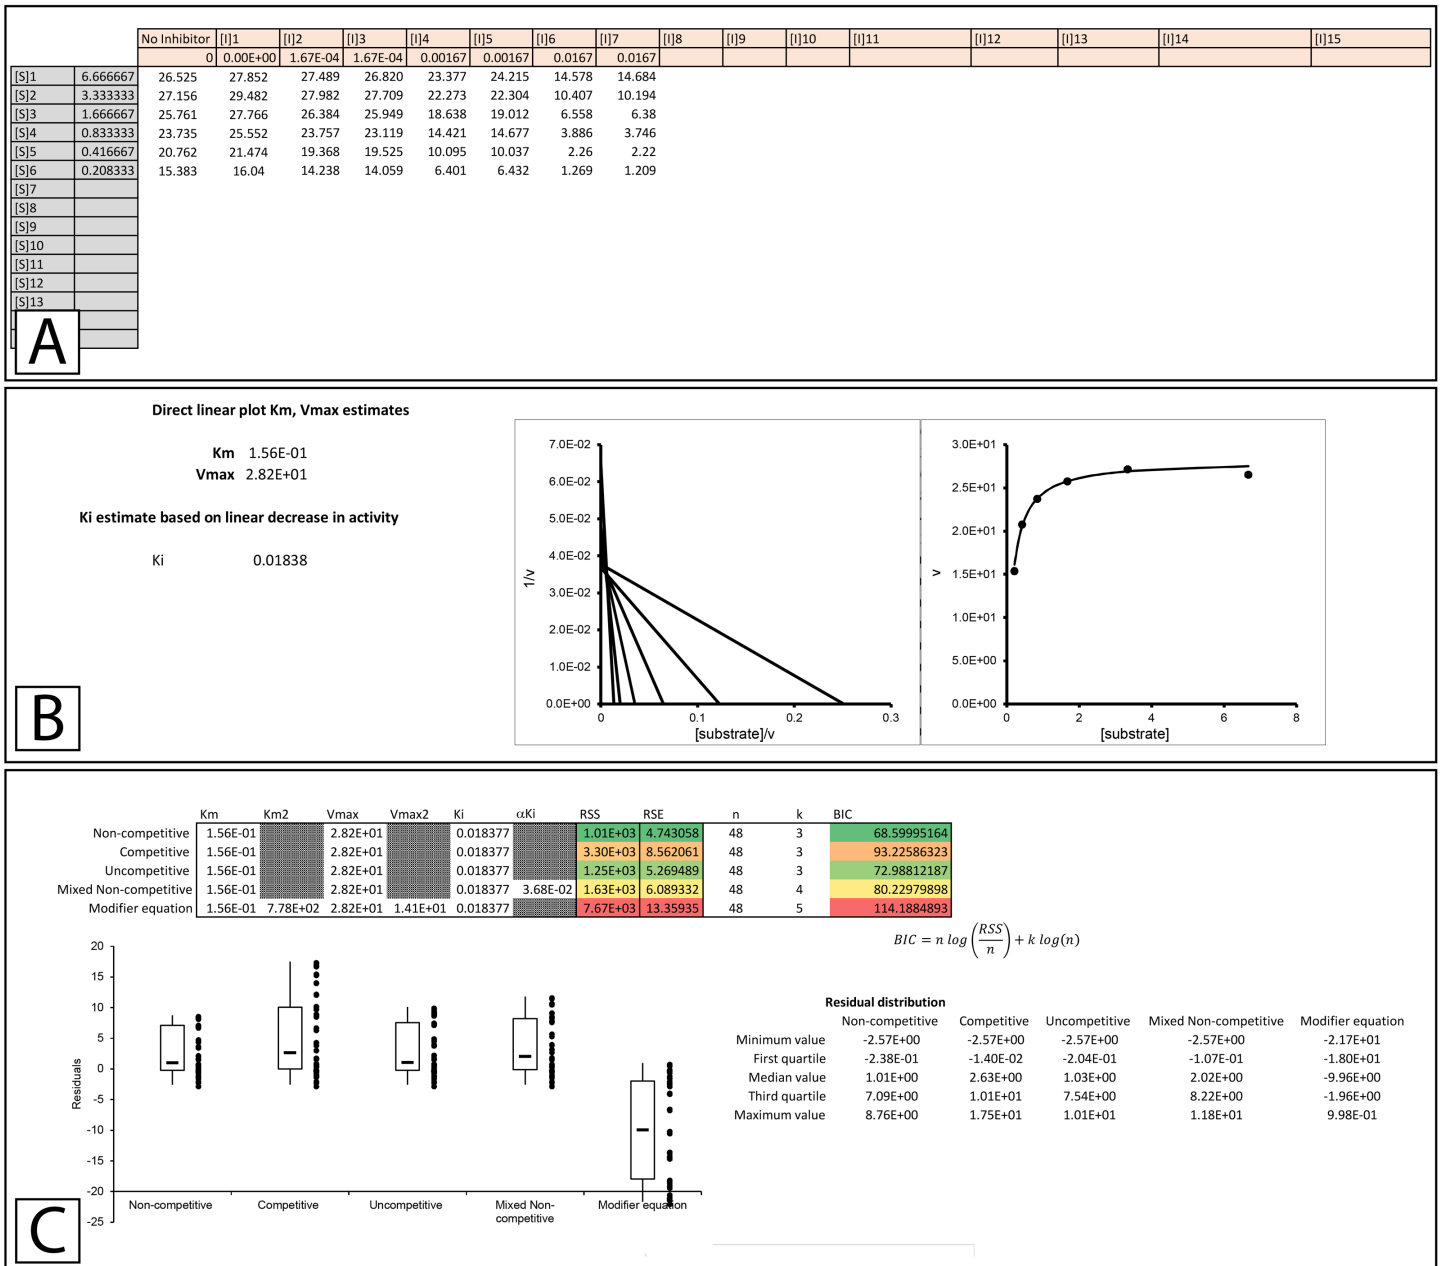 No Inhibitor [I]1 [I]2 [I]3 [I]4 [I]5 [I]6 [I]7 [I]8 [I]9 [I]10 [I]11 [I]12 [I]13 [I]14 [I]15
0 0.00E+00 1.67E-04 1.67E-04 0.00167 0.00167 0.0167 0.0167
[S]1 6.666667 26.525 27.852 27.489 26.820 23.377 24.215 14.578 14.684
[S]2 3.333333 27.156 29.482 27.982 27.709 22.273 22.304 10.407 10.194
[S]3 1.666667 25.761 27.766 26.384 25.949 18.638 19.012 6.558 6.38
[S]4 0.833333 23.735 25.552 23.757 23.119 14.421 14.677 3.886 3.746
[S]5 0.416667 20.762 21.474 19.368 19.525 10.095 10.037 2.26 2.22
[S]6 0.208333 15.383 16.04 14.238 14.059 6.401 6.432 1.269 1.209
[S]7
[S]8
[S]9
[S]10
[S]11
[S]12
[S]13
A
Direct linear plot Km, Vmax estimates
Km 1.56E-01
Vmax 2.82E+01
Ki estimate based on linear decrease in activity
Ki 0.01838
7.0E-02
6.0E-02
5.0E-02
4.0E-02
3.0E-02
2.0E-02
1.0E-02
0.0E+00
1/v
0 0.1 0.2 0.3
[substrate]/v
3.0E+01
2.5E+01
2.0E+01
1.5E+01
1.0E+01
5.0E+00
0.0E+00
v
0 2 4 6 8
[substrate]
B
Km Km2 Vmax Vmax2 Ki αKi RSS RSE n k BIC
Non-competitive 1.56E-01 2.82E+01 0.018377 1.01E+03 4.743058 48 3 68.59995164
Competitive 1.56E-01 2.82E+01 0.018377 3.30E+03 8.562061 48 3 93.22586323
Uncompetitive 1.56E-01 2.82E+01 0.018377 1.25E+03 5.269489 48 3 72.98812187
Mixed Non-competitive 1.56E-01 2.82E+01 0.018377 3.68E-02 1.63E+03 6.089332 48 4 80.22979898
Modifier equation 1.56E-01 7.78E+02 2.82E+01 1.41E+01 0.018377 7.67E+03 13.35935 48 5 114.1884893
BIC = n log(RSS/n) + k log(n)
20
15
10
5
0
-5
-10
-15
-20
-25
Residuals
Non-competitive Competitive Uncompetitive Mixed Non-competitive Modifier equation
Residual distribution
Non-competitive Competitive Uncompetitive Mixed Non-competitive Modifier equation
Minimum value -2.57E+00 -2.57E+00 -2.57E+00 -2.57E+00 -2.17E+01
First quartile -2.38E-01 -1.40E-02 -2.04E-01 -1.07E-01 -1.80E+01
Median value 1.01E+00 2.63E+00 1.03E+00 2.02E+00 -9.96E+00
Third quartile 7.09E+00 1.01E+01 7.54E+00 8.22E+00 -1.96E+00
Maximum value 8.76E+00 1.75E+01 1.01E+01 1.18E+01 9.98E-01
C